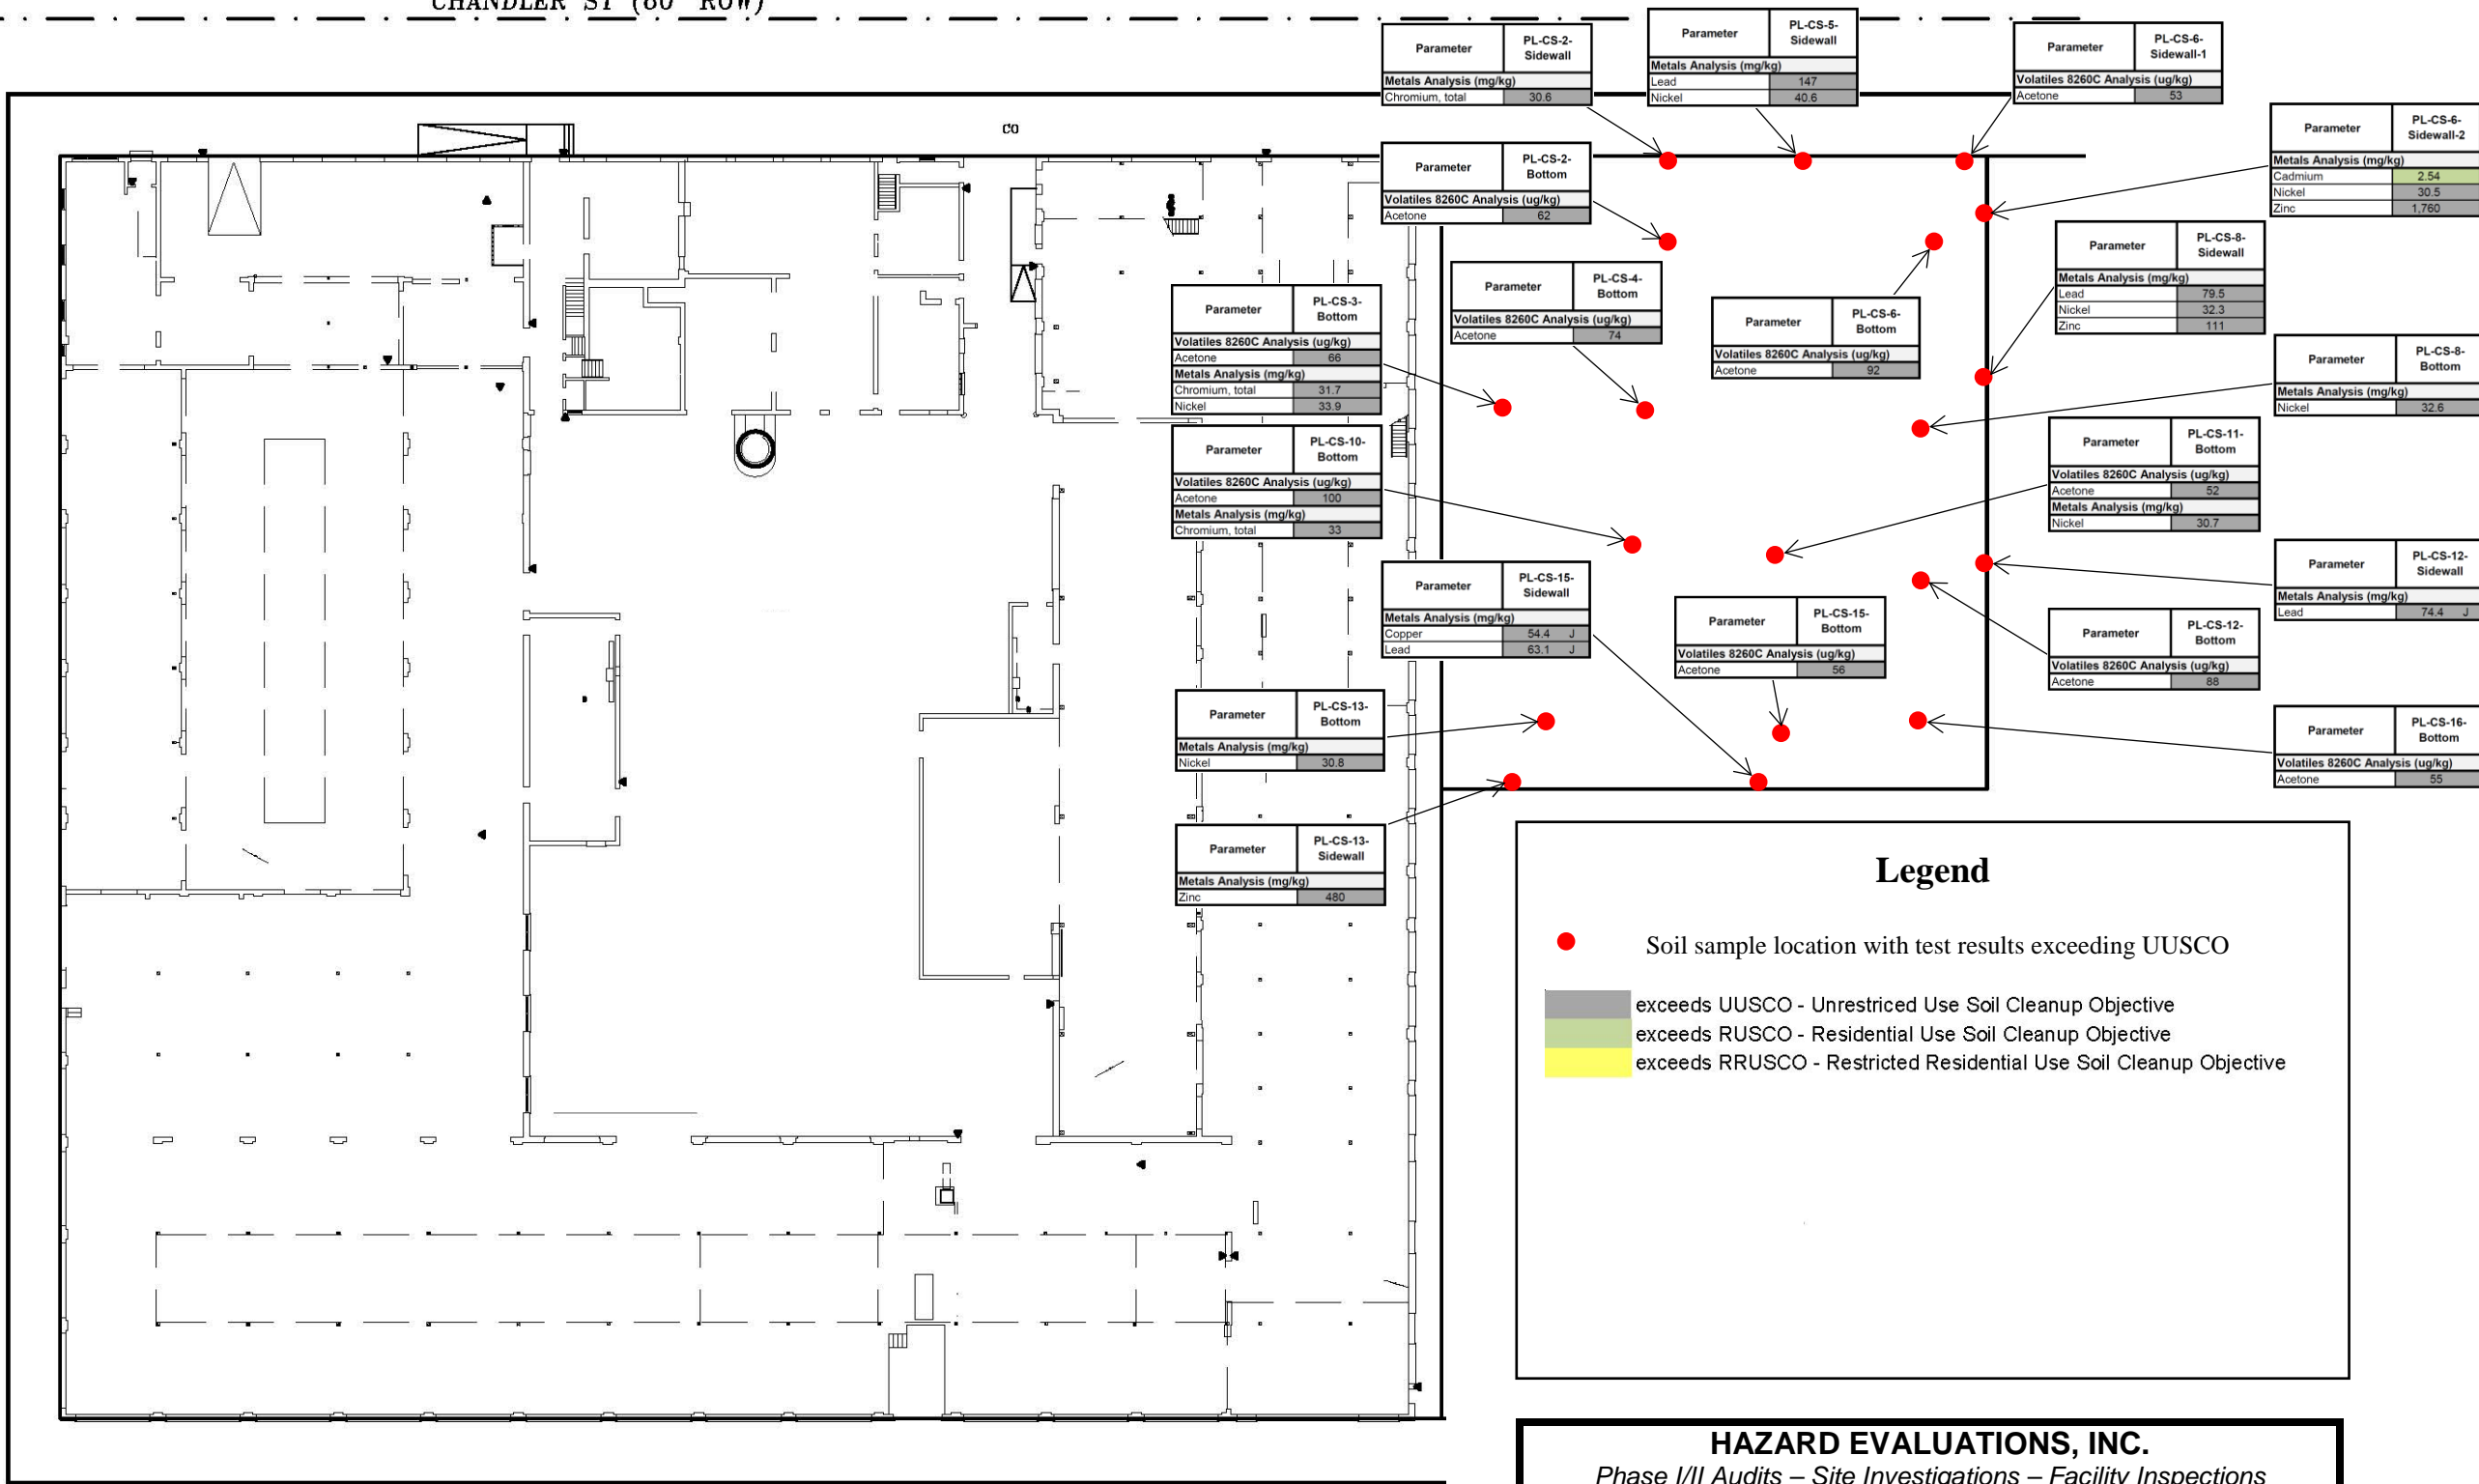 CHANDLER ST (80' ROW)
CO
Parameter PL-CS-2-
Sidewall
Metals Analysis (mg/kg)
Chromium, total 30.6
Parameter PL-CS-5-
Sidewall
Metals Analysis (mg/kg)
Lead 147
Nickel 40.6
Parameter PL-CS-6-
Sidewall-1
Volatiles 8260C Analysis (ug/kg)
Acetone 53
Parameter PL-CS-6-
Sidewall-2
Metals Analysis (mg/kg)
Cadmium 2.54
Nickel 30.5
Zinc 1,760
Parameter PL-CS-2-
Bottom
Volatiles 8260C Analysis (ug/kg)
Acetone 62
Parameter PL-CS-8-
Sidewall
Metals Analysis (mg/kg)
Lead 79.5
Nickel 32.3
Zinc 111
Parameter PL-CS-4-
Bottom
Volatiles 8260C Analysis (ug/kg)
Acetone 74
Parameter PL-CS-3-
Bottom
Volatiles 8260C Analysis (ug/kg)
Acetone 66
Metals Analysis (mg/kg)
Chromium, total 31.7
Nickel 33.9
Parameter PL-CS-6-
Bottom
Volatiles 8260C Analysis (ug/kg)
Acetone 92
Parameter PL-CS-8-
Bottom
Metals Analysis (mg/kg)
Nickel 32.6
Parameter PL-CS-10-
Bottom
Volatiles 8260C Analysis (ug/kg)
Acetone 100
Metals Analysis (mg/kg)
Chromium, total 33
Parameter PL-CS-11-
Bottom
Volatiles 8260C Analysis (ug/kg)
Acetone 52
Metals Analysis (mg/kg)
Nickel 30.7
Parameter PL-CS-12-
Sidewall
Metals Analysis (mg/kg)
Lead 74.4 J
Parameter PL-CS-15-
Sidewall
Metals Analysis (mg/kg)
Copper 54.4 J
Lead 63.1 J
Parameter PL-CS-15-
Bottom
Volatiles 8260C Analysis (ug/kg)
Acetone 56
Parameter PL-CS-12-
Bottom
Volatiles 8260C Analysis (ug/kg)
Acetone 88
Parameter PL-CS-13-
Bottom
Metals Analysis (mg/kg)
Nickel 30.8
Parameter PL-CS-16-
Bottom
Volatiles 8260C Analysis (ug/kg)
Acetone 55
Parameter PL-CS-13-
Sidewall
Metals Analysis (mg/kg)
Zinc 480
Legend
Soil sample location with test results exceeding UUSCO
exceeds UUSCO - Unrestriced Use Soil Cleanup Objective
exceeds RUSCO - Residential Use Soil Cleanup Objective
exceeds RRUSCO - Restricted Residential Use Soil Cleanup Objective
HAZARD EVALUATIONS, INC.
Phase I/II Audits – Site Investigations – Facility Inspections